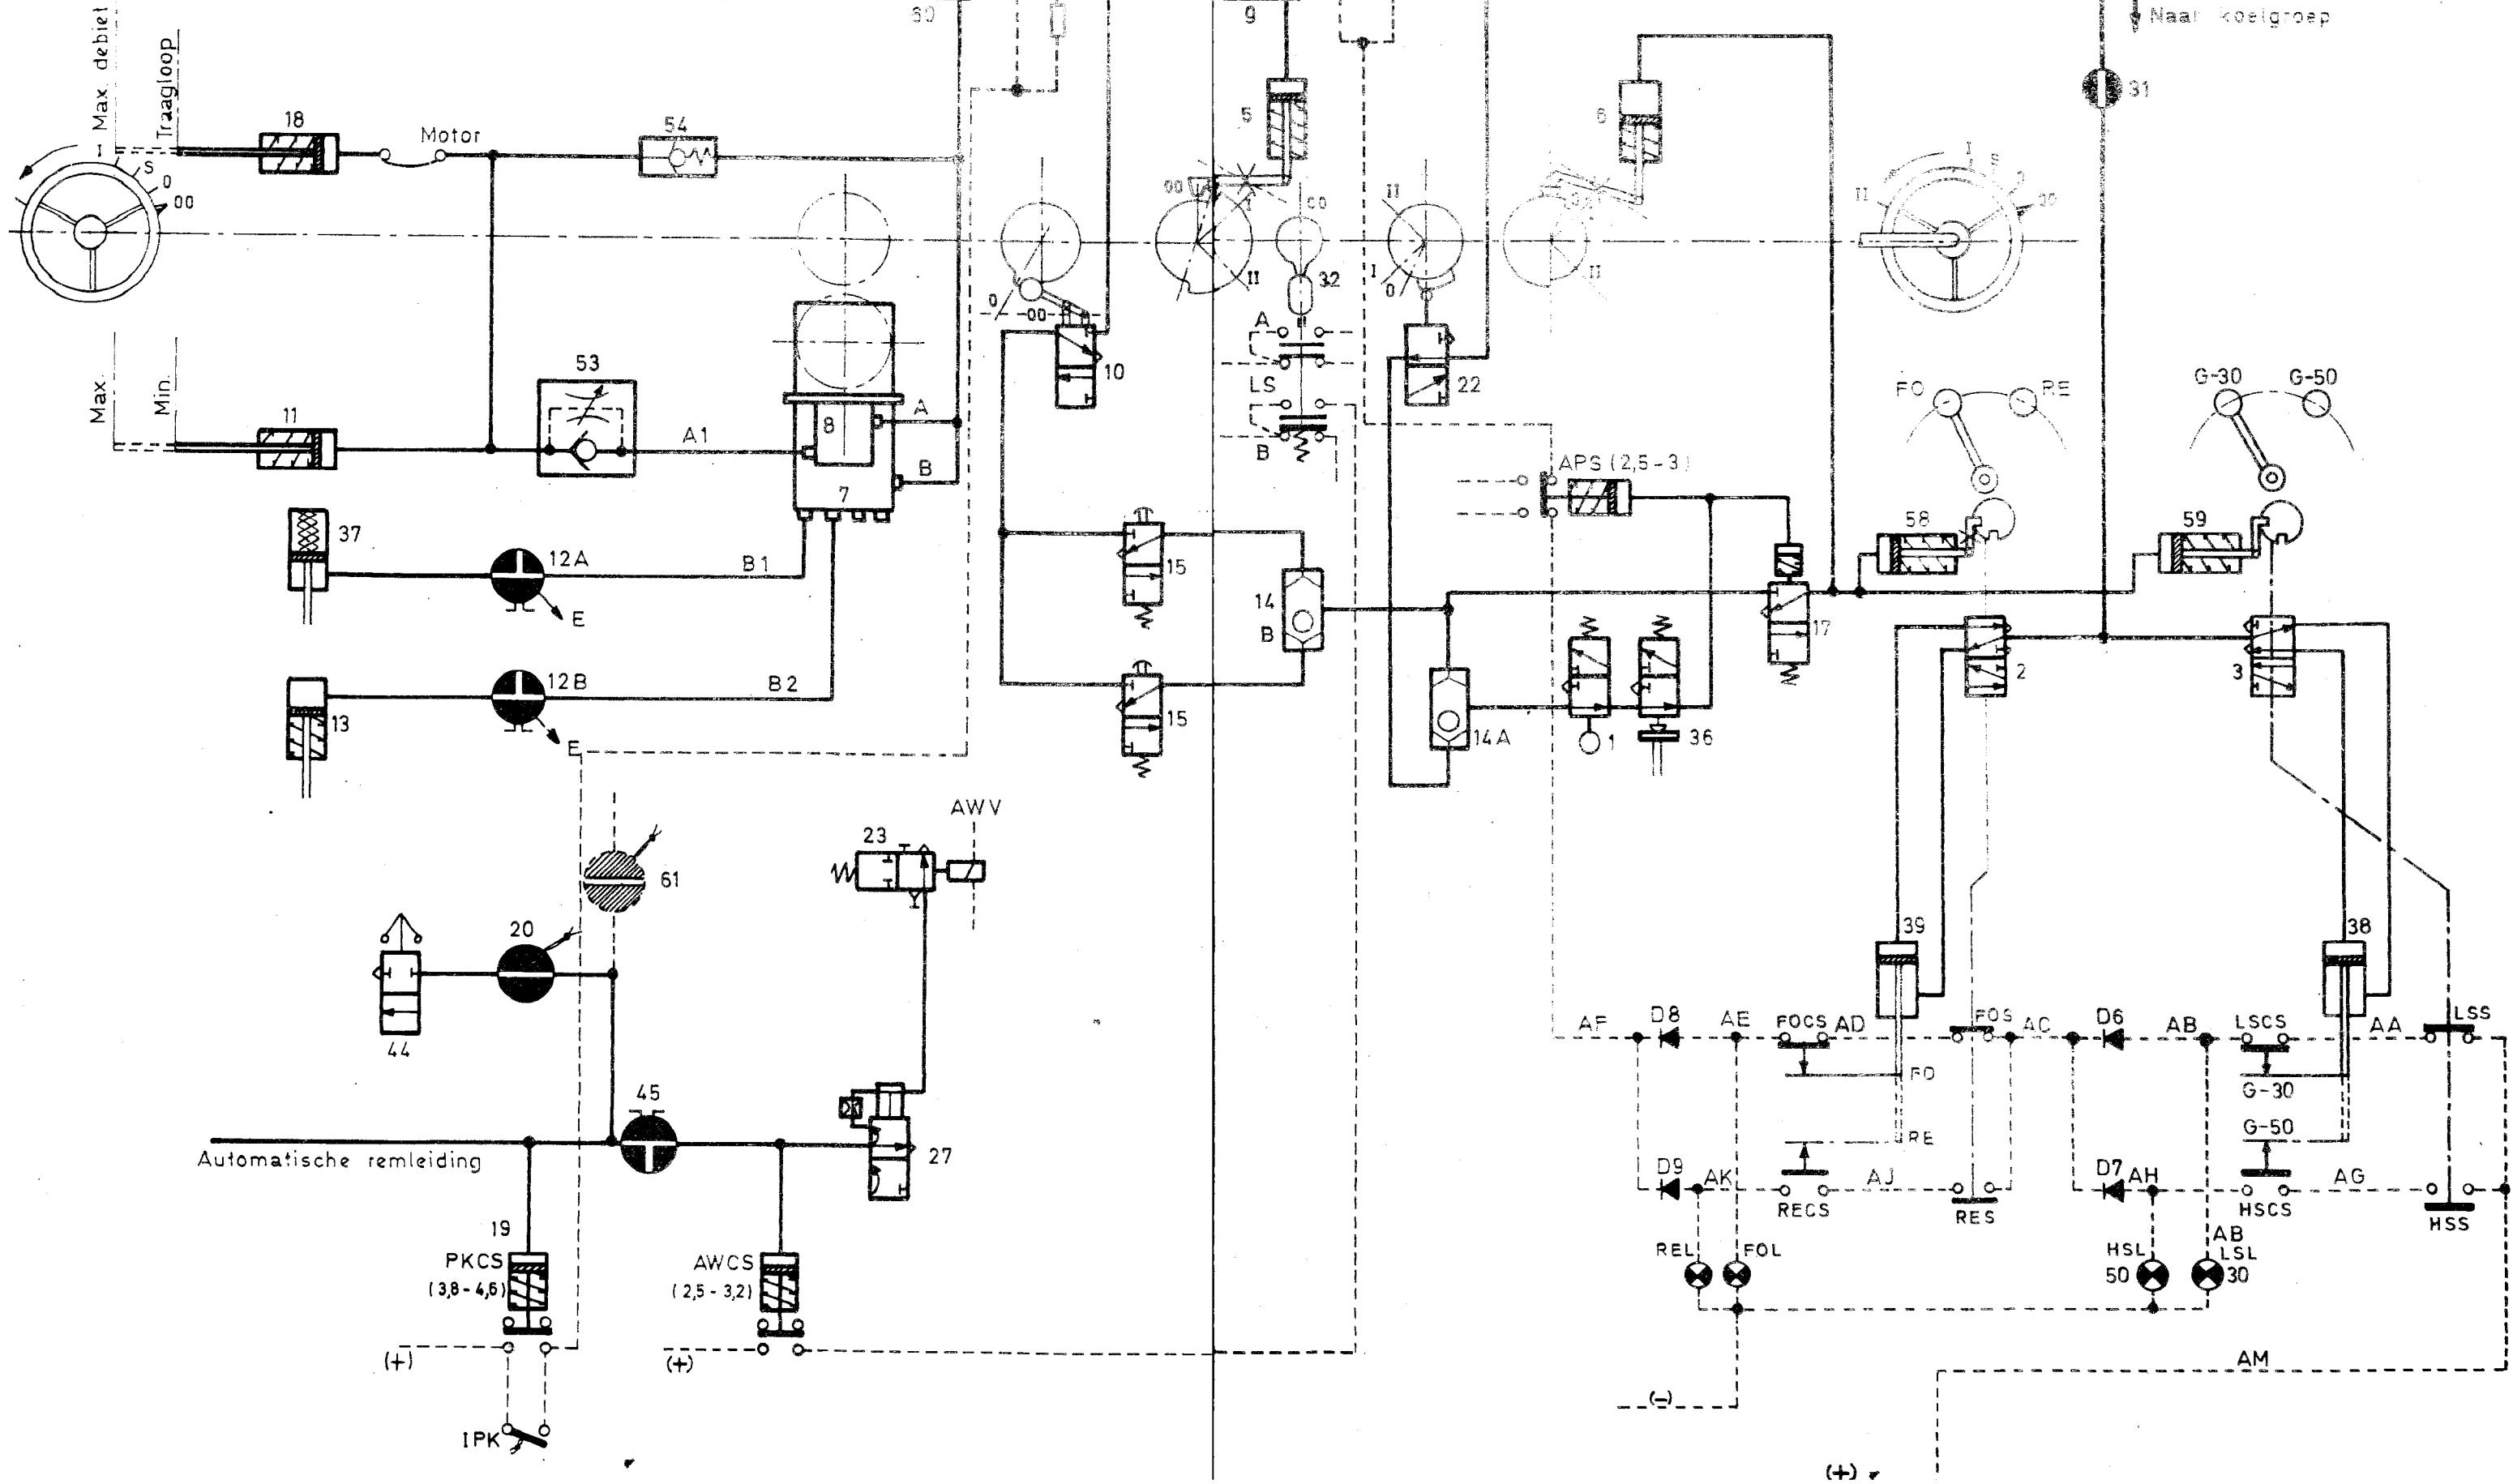 60
9
Naar koelgroep
Max. debiet
Traagloop
31
18
Motor
54
5
6
I
S
0
00
00
I
II
00
II
I
0
II
I
S
II
00
0
00
32
10
A
LS
B
22
Max.
Min.
53
11
A1
8
A
B
7
FO
RE
G-30
G-50
APS (2,5-3)
37
12A
B1
E
15
14
B
58
59
17
2
3
13
12B
B2
E
15
14A
1
36
AWV
23
61
20
44
39
38
AF
D8
AE
FOCS
AD
FOS
AC
D6
AB
LSCS
AA
LSS
FO
G-30
45
G-50
RE
Automatische remleiding
27
D9
AK
AJ
D7
AH
AG
RECS
RES
HSCS
HSS
19
PKCS
(3,8-4,6)
AWCS
(2,5-3,2)
REL
FOL
HSL
50
AB
LSL
30
(+)
(+)
AM
(-)
IPK
(+)